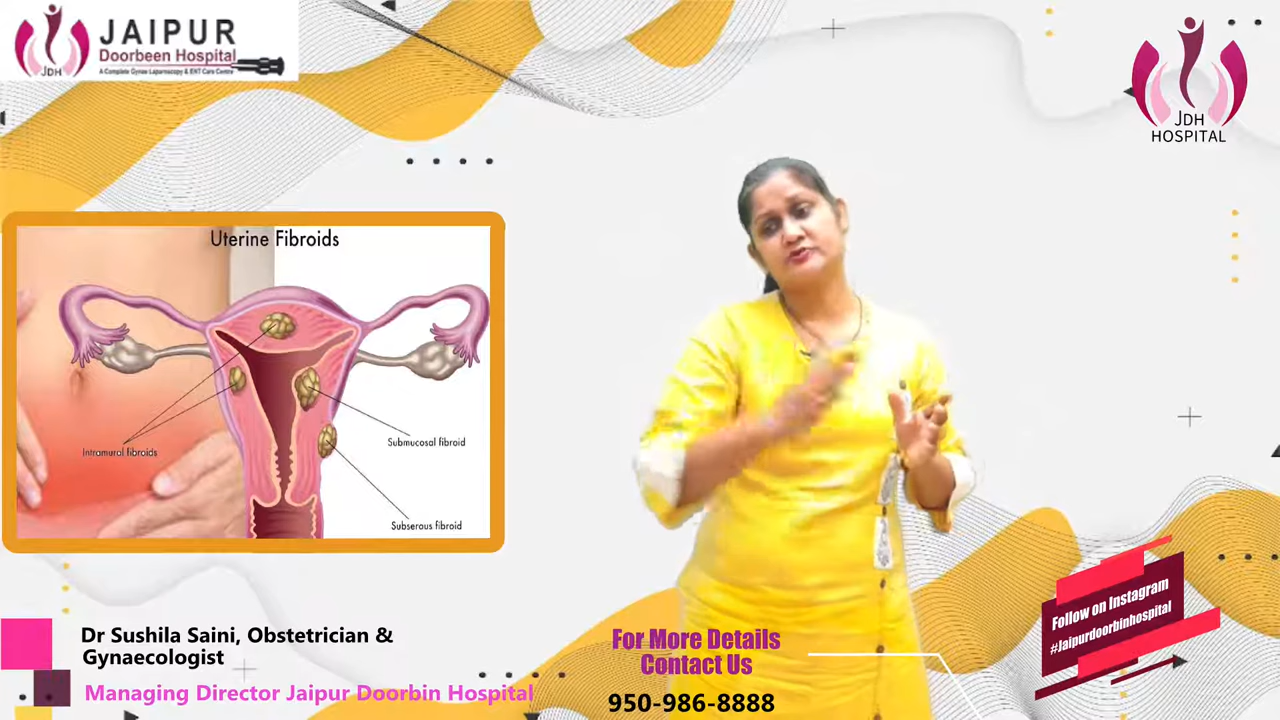 JAIPUR
Doorbeen Hospital
A Complete Gynae Laparoscopy & ENT Care Centre
JDH
JDH
HOSPITAL
Uterine Fibroids
Intramural fibroids
Submucosal fibroid
Subserous fibroid
Dr Sushila Saini, Obstetrician &
Gynaecologist
Managing Director Jaipur Doorbin Hospital
For More Details
Contact Us
950-986-8888
Follow on Instagram
#Jaipurdoorbinhospital